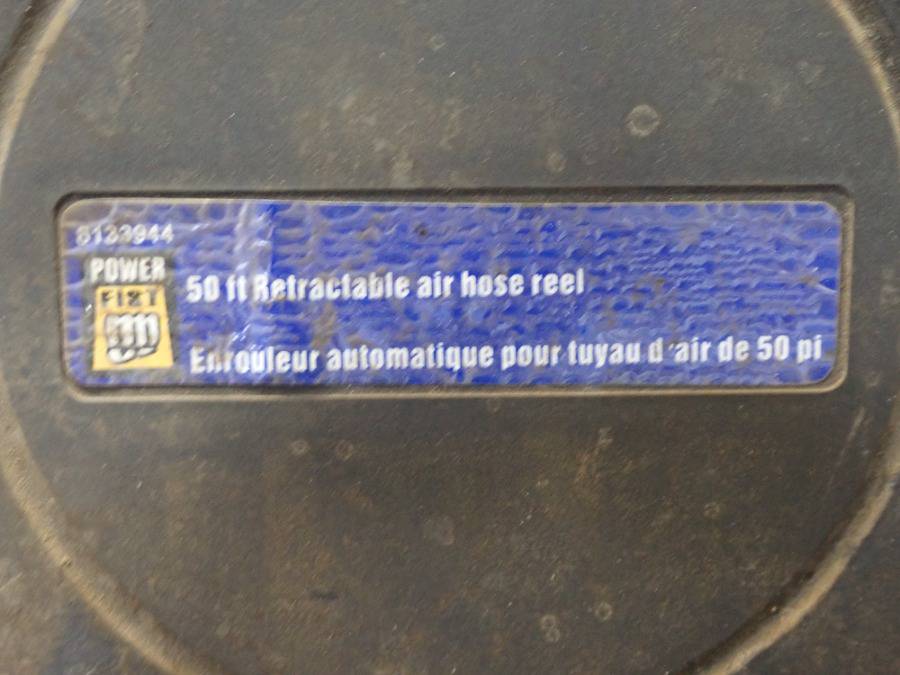 8133944
POWER
FIST
50 ft Retractable air hose reel
Enrouleur automatique pour tuyau d'air de 50 pi